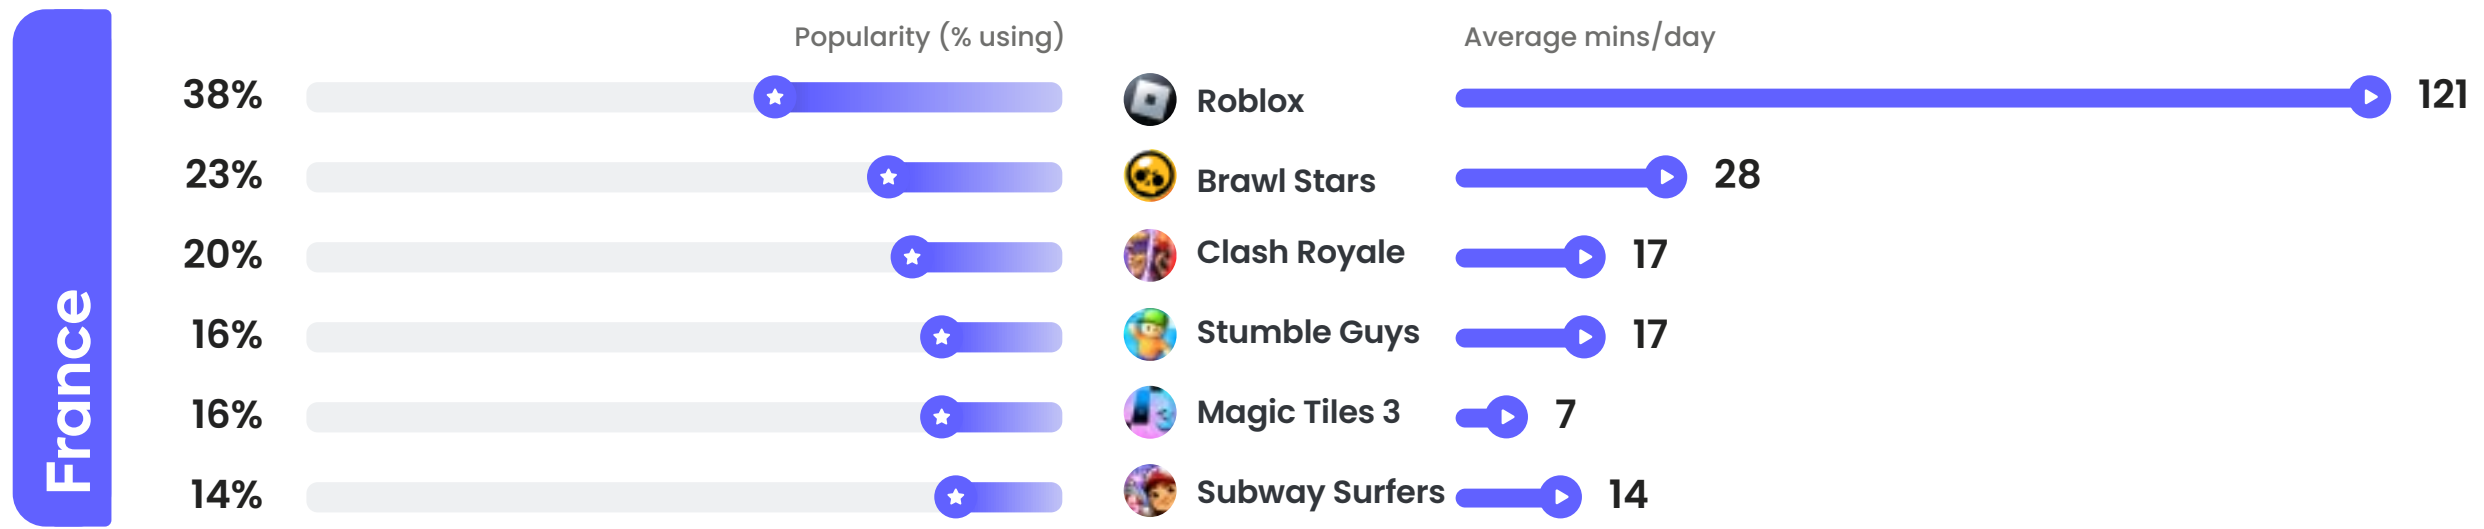 France
Popularity (% using)
Average mins/day
38%
Roblox
121
23%
Brawl Stars
28
20%
Clash Royale
17
16%
Stumble Guys
17
16%
Magic Tiles 3
7
14%
Subway Surfers
14